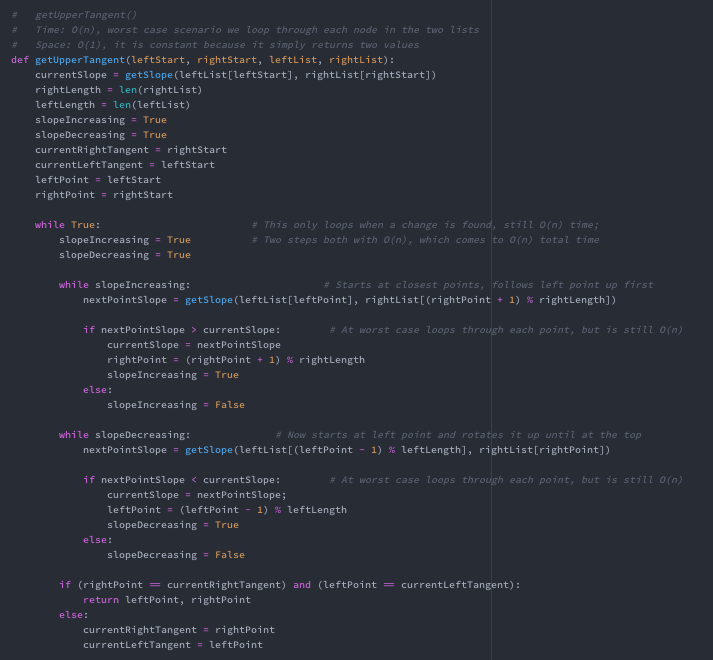 #   getUpperTangent()
#   Time: O(n), worst case scenario we loop through each node in the two lists
#   Space: O(1), it is constant because it simply returns two values
def getUpperTangent(leftStart, rightStart, leftList, rightList):
    currentSlope = getSlope(leftList[leftStart], rightList[rightStart])
    rightLength = len(rightList)
    leftLength = len(leftList)
    slopeIncreasing = True
    slopeDecreasing = True
    currentRightTangent = rightStart
    currentLeftTangent = leftStart
    leftPoint = leftStart
    rightPoint = rightStart

    while True:                         # This only loops when a change is found, still O(n) time;
        slopeIncreasing = True          # Two steps both with O(n), which comes to O(n) total time
        slopeDecreasing = True

        while slopeIncreasing:                      # Starts at closest points, follows left point up first
            nextPointSlope = getSlope(leftList[leftPoint], rightList[(rightPoint + 1) % rightLength])

            if nextPointSlope > currentSlope:        # At worst case loops through each point, but is still O(n)
                currentSlope = nextPointSlope
                rightPoint = (rightPoint + 1) % rightLength
                slopeIncreasing = True
            else:
                slopeIncreasing = False

        while slopeDecreasing:              # Now starts at left point and rotates it up until at the top
            nextPointSlope = getSlope(leftList[(leftPoint - 1) % leftLength], rightList[rightPoint])

            if nextPointSlope < currentSlope:        # At worst case loops through each point, but is still O(n)
                currentSlope = nextPointSlope;
                leftPoint = (leftPoint - 1) % leftLength
                slopeDecreasing = True
            else:
                slopeDecreasing = False

        if (rightPoint == currentRightTangent) and (leftPoint == currentLeftTangent):
            return leftPoint, rightPoint
        else:
            currentRightTangent = rightPoint
            currentLeftTangent = leftPoint